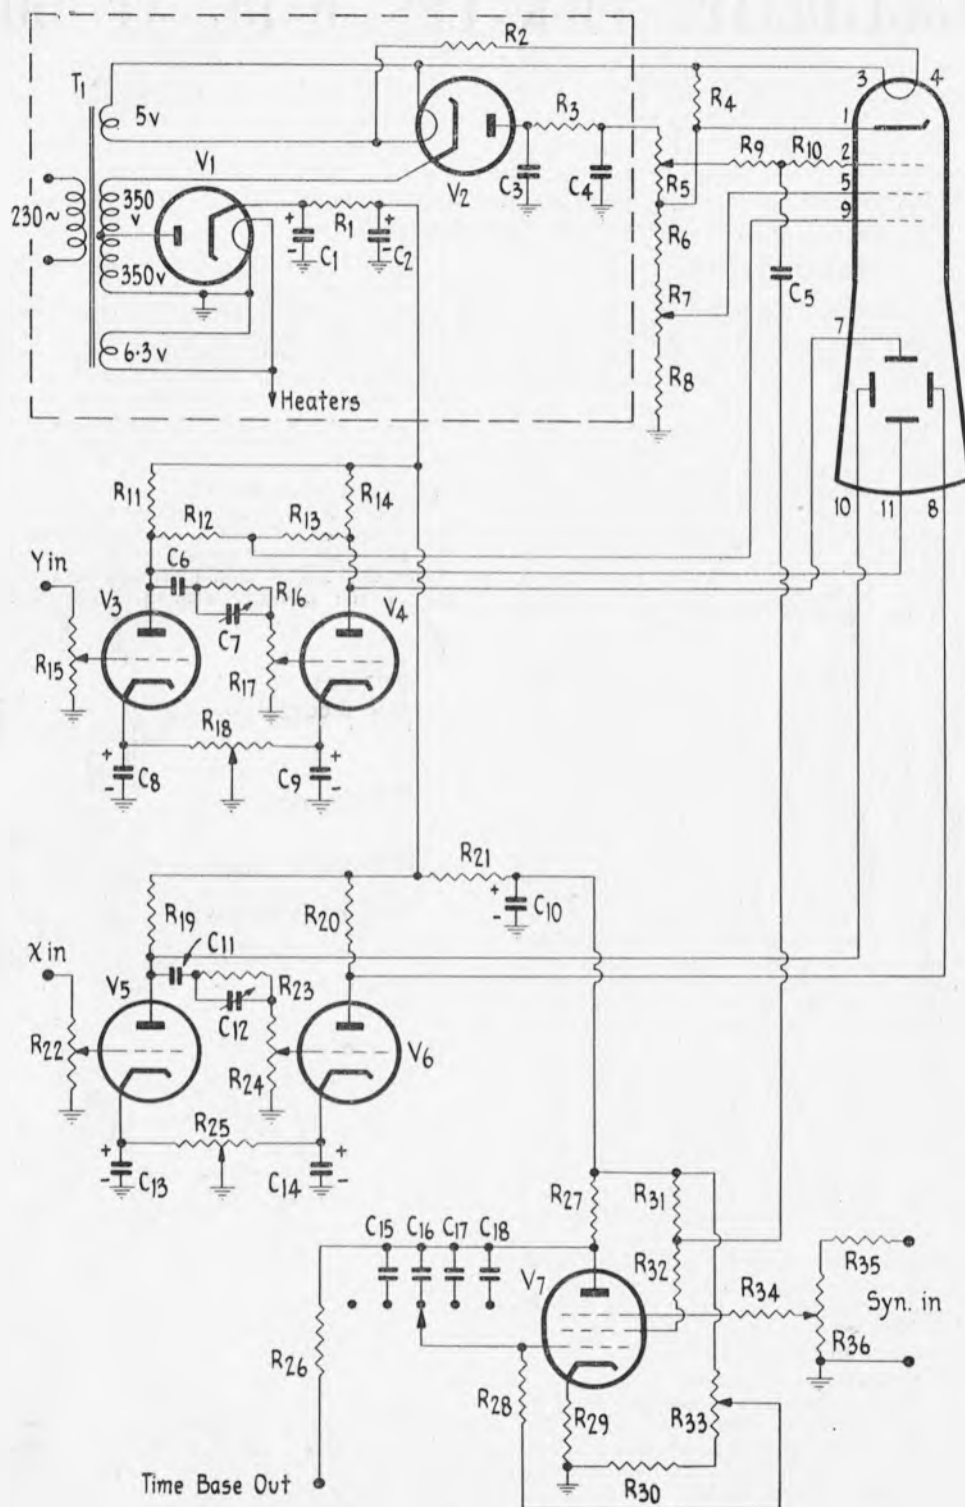 R2
T1
3 4
5v
R3
R4
1
V1
V2
R9 R10 2
230~
350
v
C3 C4
R5
5
R1
9
+ +
- C1 - C2
R6
350v
C5
R7
7
6.3v
R8
Heaters
R11
R14
10 11 8
R12 R13
C6
Y in
V3
R16
V4
C7
R15
R17
R18
+ +
- C8 C9 -
R21
+
- C10
R19
R20
C11
X in
V5
R23
C12
R22
V6
R24
R25
+ +
- C13 C14 -
R27 R31
C15 C16 C17 C18
R35
V7
R32
R34
Syn. in
R36
R26
R28
R29
R33
R30
Time Base Out